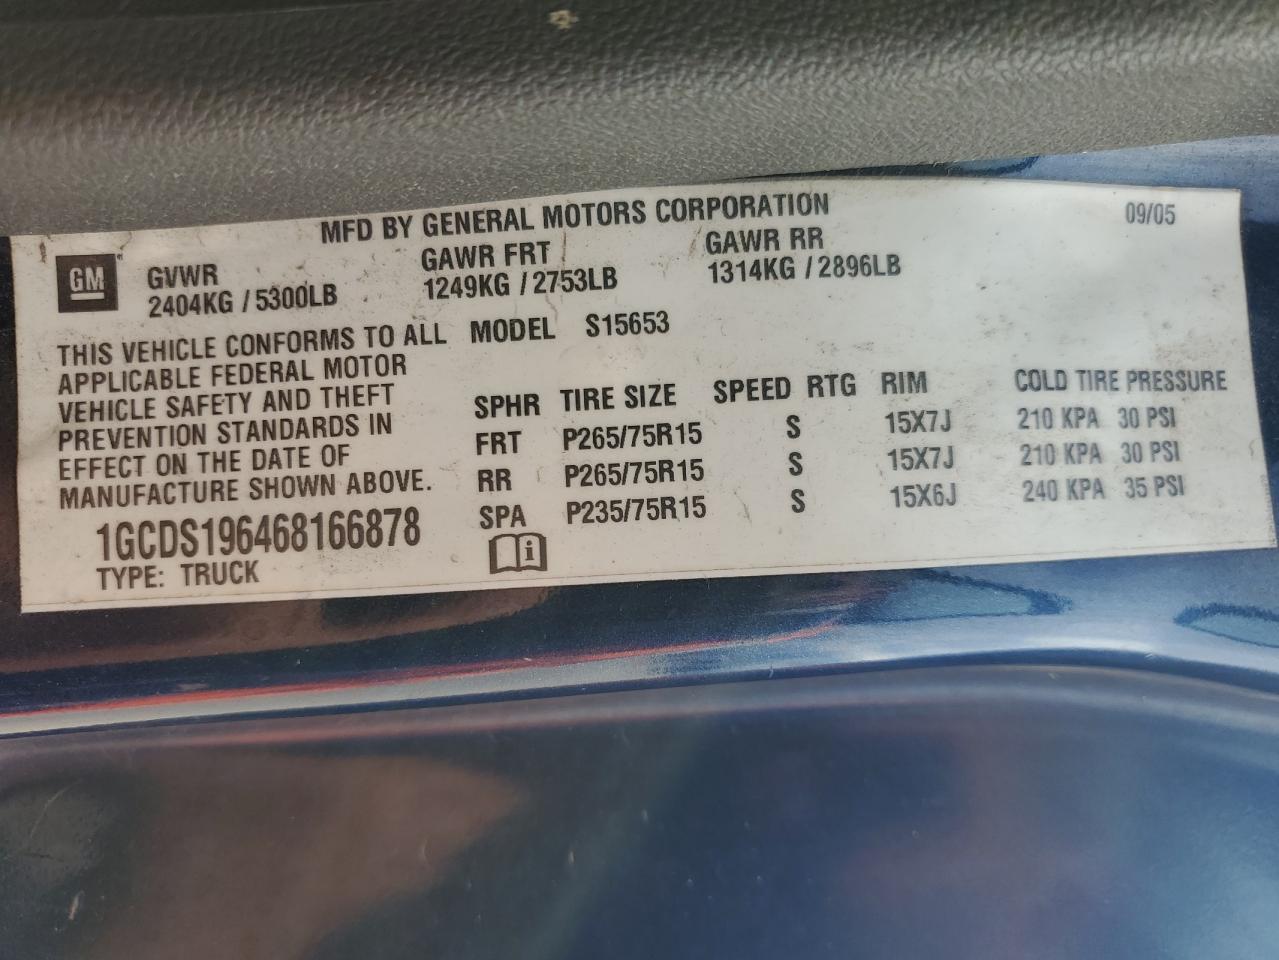 MFD BY GENERAL MOTORS CORPORATION 09/05
GM GVWR GAWR FRT GAWR RR
2404KG / 5300LB 1249KG / 2753LB 1314KG / 2896LB
THIS VEHICLE CONFORMS TO ALL
APPLICABLE FEDERAL MOTOR
VEHICLE SAFETY AND THEFT
PREVENTION STANDARDS IN
EFFECT ON THE DATE OF
MANUFACTURE SHOWN ABOVE.
1GCDS196468166878
TYPE: TRUCK
MODEL S15653
SPHR TIRE SIZE SPEED RTG RIM COLD TIRE PRESSURE
FRT P265/75R15 S 15X7J 210 KPA 30 PSI
RR P265/75R15 S 15X7J 210 KPA 30 PSI
SPA P235/75R15 S 15X6J 240 KPA 35 PSI
i